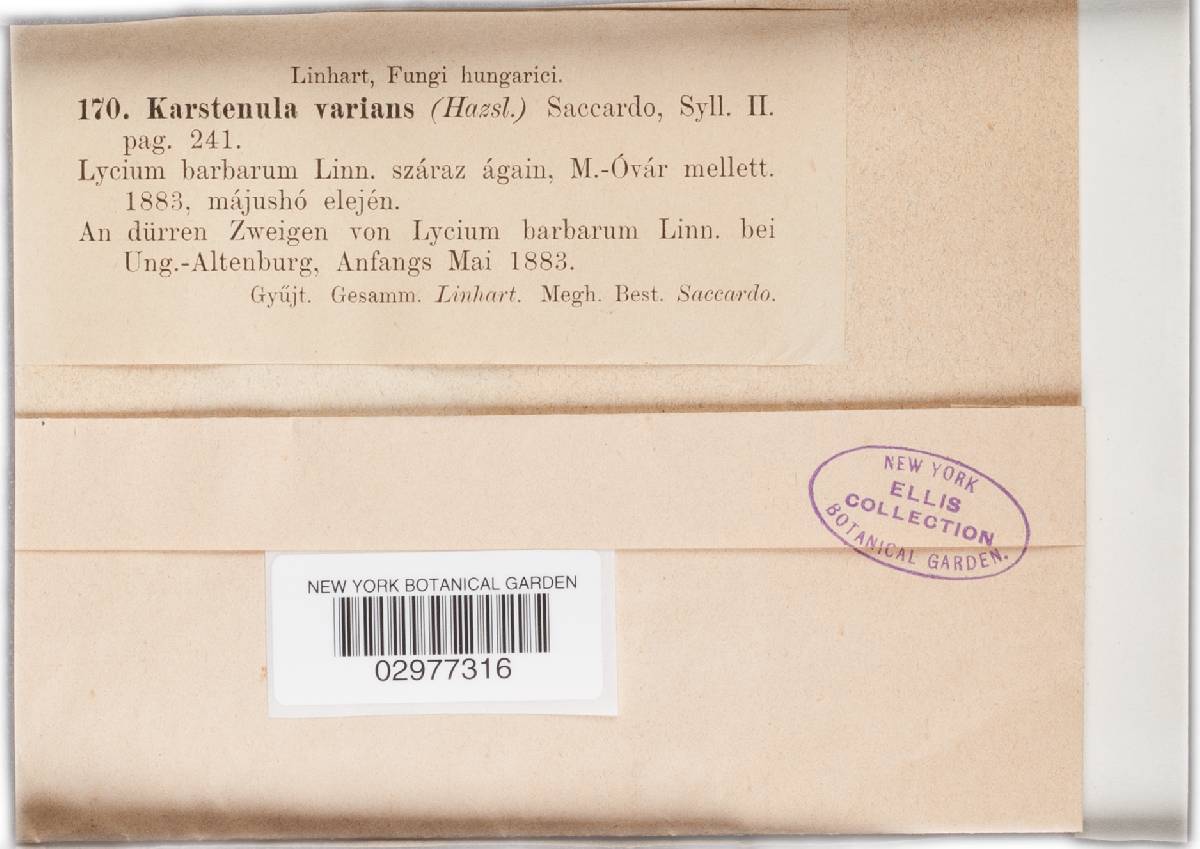 Linhart, Fungi hungarici.
170. Karstenula varians (Hazsl.) Saccardo, Syll. II.
pag. 241.
Lycium barbarum Linn. száraz ágain, M.-Óvár mellett.
1883, májushó elején.
An dürren Zweigen von Lycium barbarum Linn. bei
Ung.-Altenburg, Anfangs Mai 1883.
Gyűjt. Gesamm. Linhart. Megh. Best. Saccardo.
NEW YORK
ELLIS
COLLECTION
BOTANICAL GARDEN.
NEW YORK BOTANICAL GARDEN
02977316